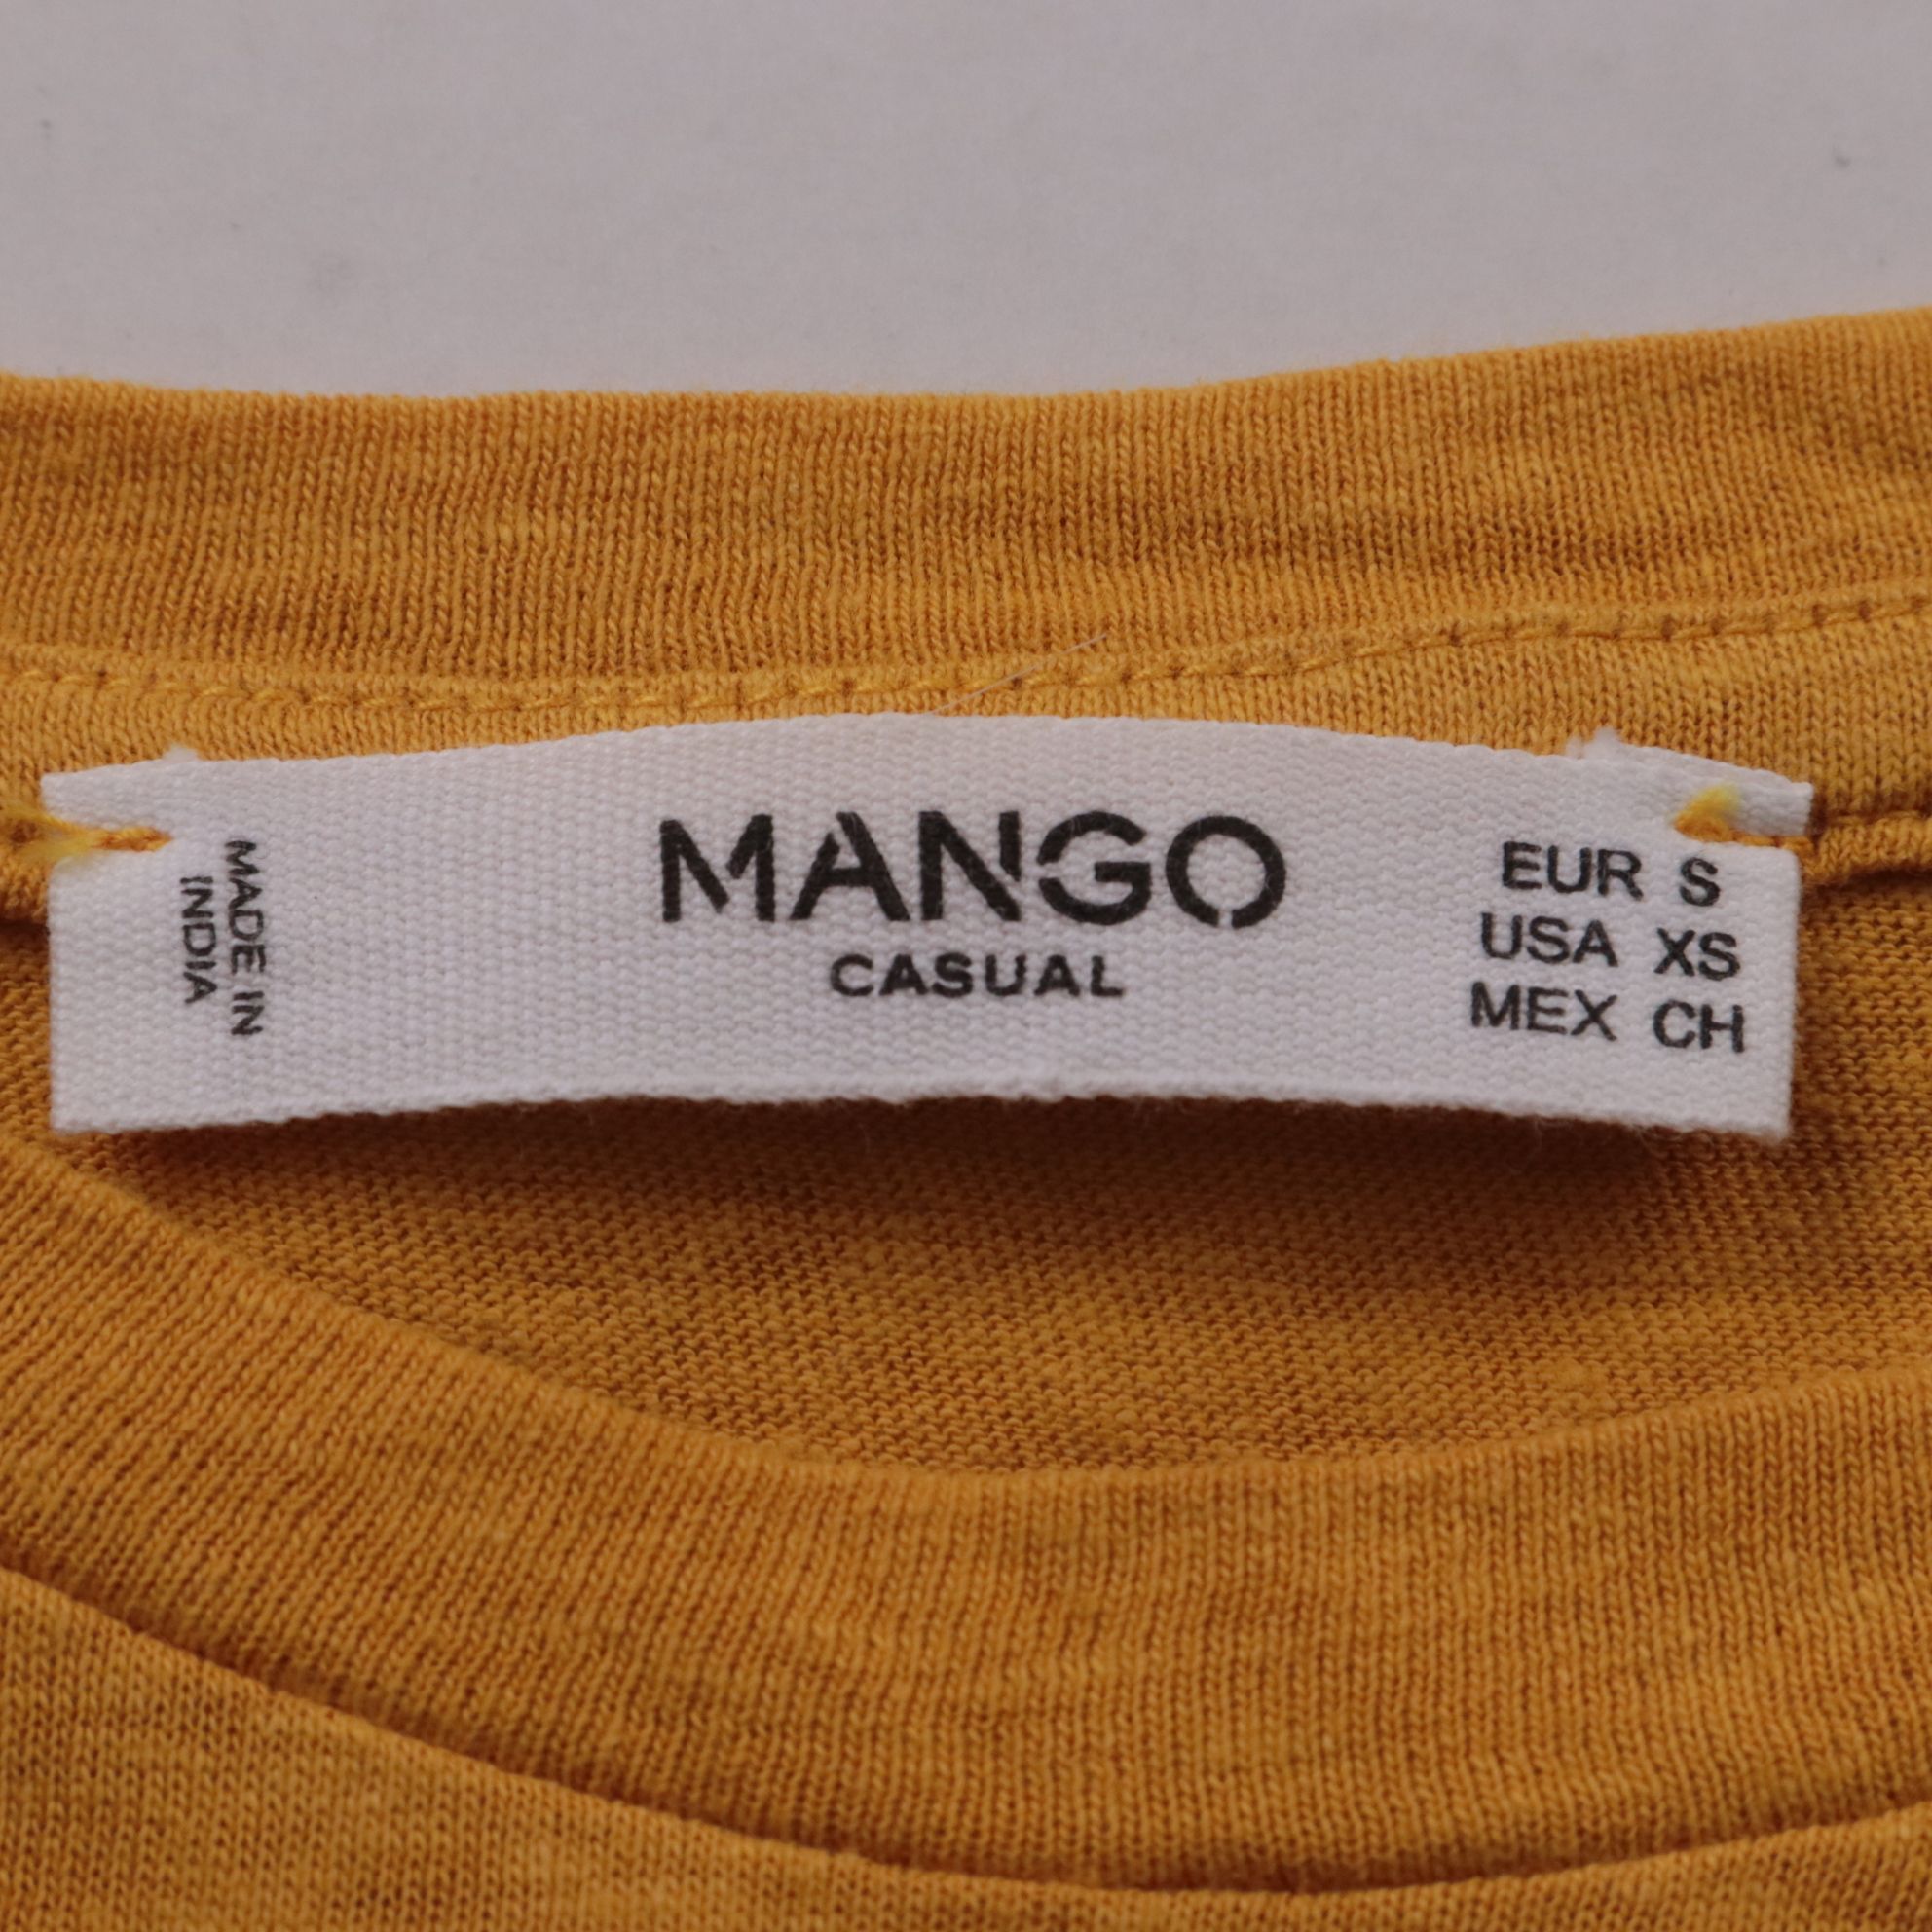 MADE IN
INDIA
MANGO
CASUAL
EUR S
USA XS
MEX CH